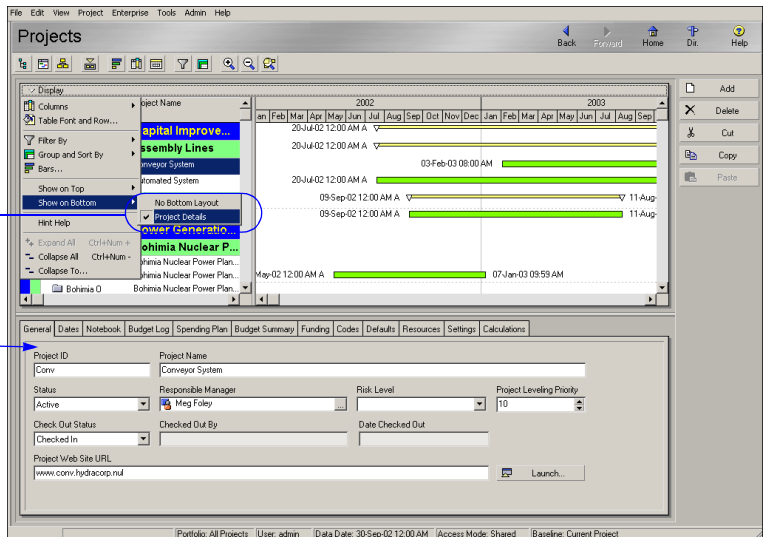 File Edit View Project Enterprise Tools Admin Help
Projects
Back Forward Home Dir. Help
Display
Columns
Table Font and Row...
Filter By
Group and Sort By
Bars...
Show on Top
Show on Bottom
Hint Help
Expand All Ctrl+Num +
Collapse All Ctrl+Num -
Collapse To...
No Bottom Layout
Project Details
oject Name
apital Improve...
ssembly Lines
onveyor System
utomated System
ower Generatio...
ohimia Nuclear P...
ohimia Nuclear Power Plan...
ohimia Nuclear Power Plan...
Bohimia O Bohimia Nuclear Power Plan...
2002 2003
an Feb Mar Apr May Jun Jul Aug Sep Oct Nov Dec Jan Feb Mar Apr May Jun Jul Aug Sep
20-Jul-02 12:00 AM A
20-Jul-02 12:00 AM A
03-Feb-03 08:00 AM
20-Jul-02 12:00 AM A
09-Sep-02 12:00 AM A 11-Aug-
09-Sep-02 12:00 AM A 11-Aug-
May-02 12:00 AM A 07-Jan-03 09:59 AM
Add
Delete
Cut
Copy
Paste
General Dates Notebook Budget Log Spending Plan Budget Summary Funding Codes Defaults Resources Settings Calculations
Project ID Project Name
Conv Conveyor System
Status Responsible Manager Risk Level Project Leveling Priority
Active Meg Foley ... 10
Check Out Status Checked Out By Date Checked Out
Checked In
Project Web Site URL
www.conv.hydracorp.nul Launch...
Portfolio: All Projects User: admin Data Date: 30-Sep-02 12:00 AM Access Mode: Shared Baseline: Current Project